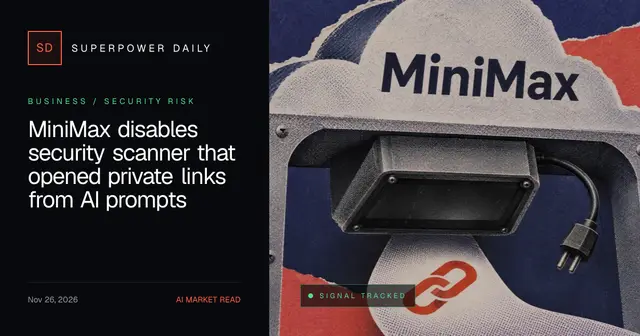 SD
SUPERPOWER DAILY
BUSINESS / SECURITY RISK
MiniMax disables
security scanner that
opened private links
from AI prompts
Nov 26, 2026
AI MARKET READ
MiniMax
SIGNAL TRACKED